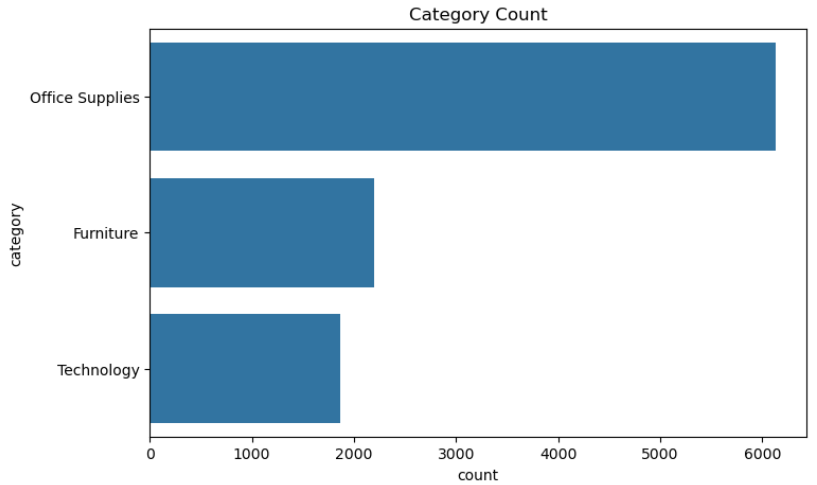 Category Count
category
Office Supplies
Furniture
Technology
0 1000 2000 3000 4000 5000 6000
count